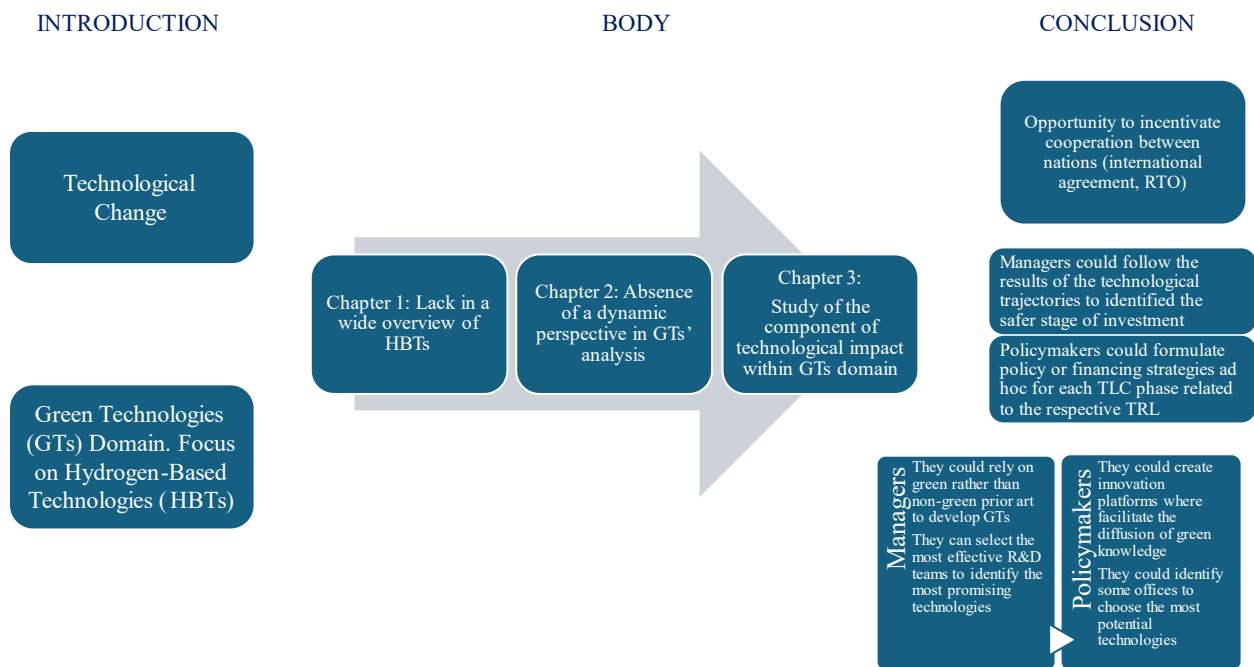 INTRODUCTION
BODY
CONCLUSION
Technological
Change
Green Technologies
(GTs) Domain. Focus
on Hydrogen-Based
Technologies (HBTs)
Chapter 1: Lack in a
wide overview of
HBTs
Chapter 2: Absence
of a dynamic
perspective in GTs’
analysis
Chapter 3:
Study of the
component of
technological impact
within GTs domain
Opportunity to incentivate
cooperation between
nations (international
agreement, RTO)
Managers could follow the
results of the technological
trajectories to identified the
safer stage of investment
Policymakers could formulate
policy or financing strategies ad
hoc for each TLC phase related
to the respective TRL
Managers
They could rely on
green rather than
non-green prior art
to develop GTs
They can select the
most effective R&D
teams to identify the
most promising
technologies
Policymakers
They could create
innovation
platforms where
facilitate the
diffusion of green
knowledge
They could identify
some offices to
choose the most
potential
technologies